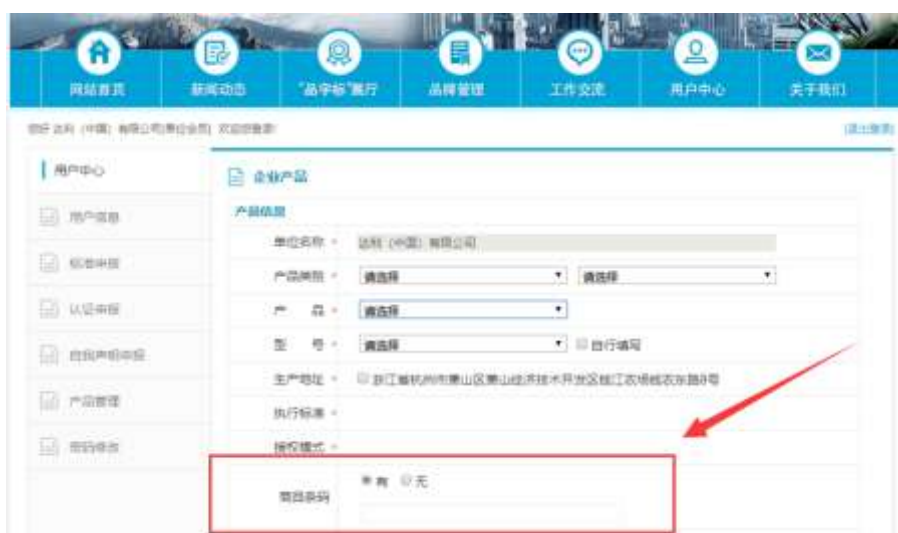 网站首页 新闻动态 "品字标"展厅 品牌管理 工作交流 用户中心 关于我们
您好 达利（中国）有限公司[单位会员] 欢迎您登录! [退出登录]
用户中心
用户信息
标准申报
认证申报
自我声明申报
产品管理
密码修改
企业产品
产品信息
单位名称 * 达利（中国）有限公司
产品类别 * 请选择 请选择
产 品 * 请选择
型 号 * 请选择 自行填写
生产地址 * 浙江省杭州市萧山区萧山经济技术开发区桥江农场
执行标准 *
授权模式 *
商品条码 有 无